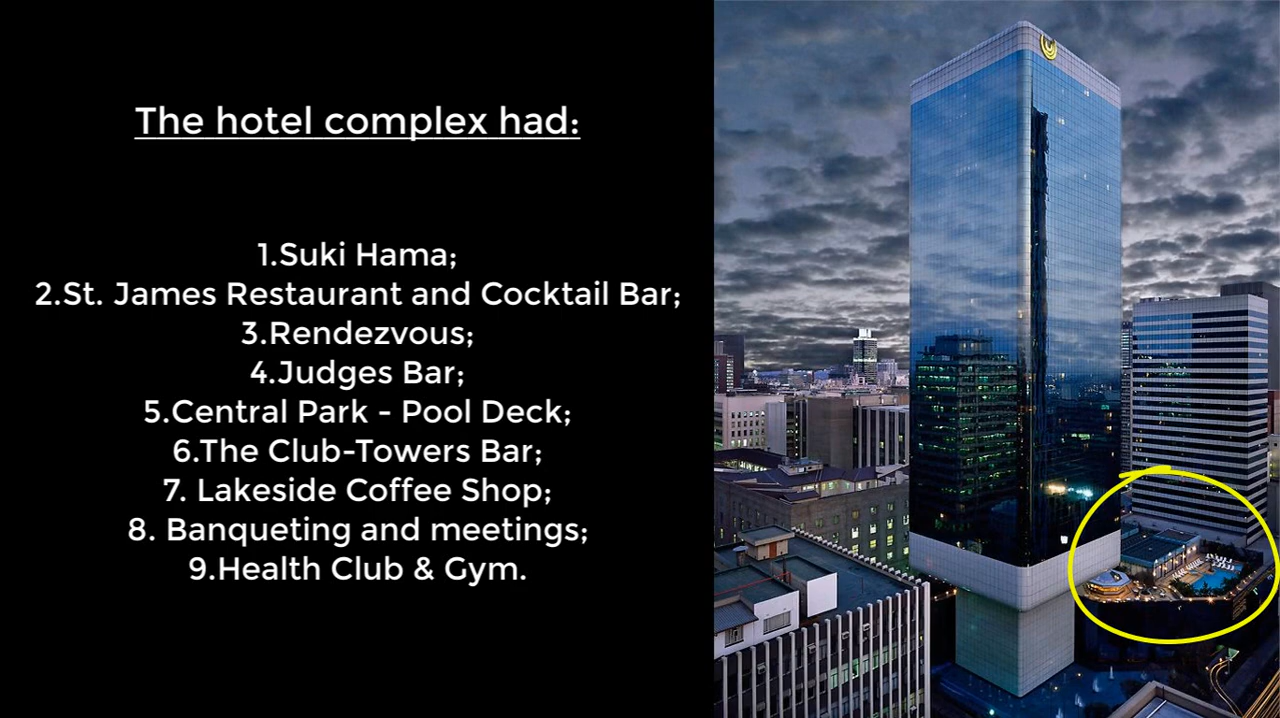 The hotel complex had:
1.Suki Hama;
2.St. James Restaurant and Cocktail Bar;
3.Rendezvous;
4.Judges Bar;
5.Central Park - Pool Deck;
6.The Club-Towers Bar;
7. Lakeside Coffee Shop;
8. Banqueting and meetings;
9.Health Club & Gym.